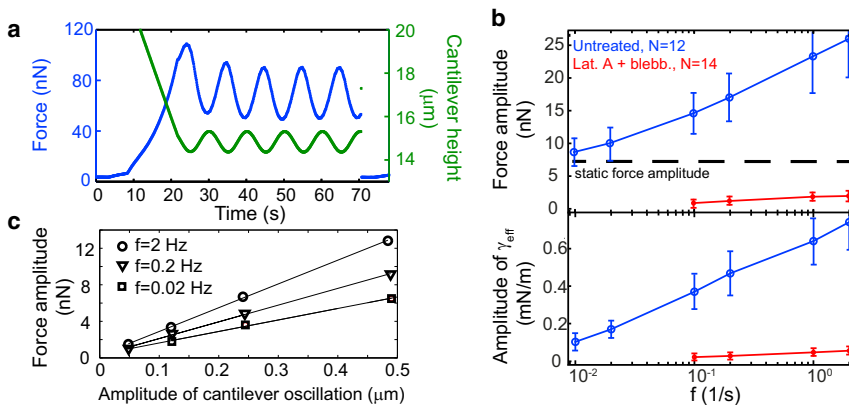 a
Force (nN)
120
80
40
0
0 10 20 30 40 50 60 70
Time (s)
20
18
16
14
Cantilever height
(μm)
c
Force amplitude
(nN)
12
8
4
0
f=2 Hz
f=0.2 Hz
f=0.02 Hz
0 0.1 0.2 0.3 0.4 0.5
Amplitude of cantilever oscillation (μm)
b
Force amplitude
(nN)
25
20
15
10
5
0
Untreated, N=12
Lat. A + blebb., N=14
static force amplitude
Amplitude of γeff
(mN/m)
0.6
0.4
0.2
0
10⁻² 10⁻¹ 10⁰
f (1/s)